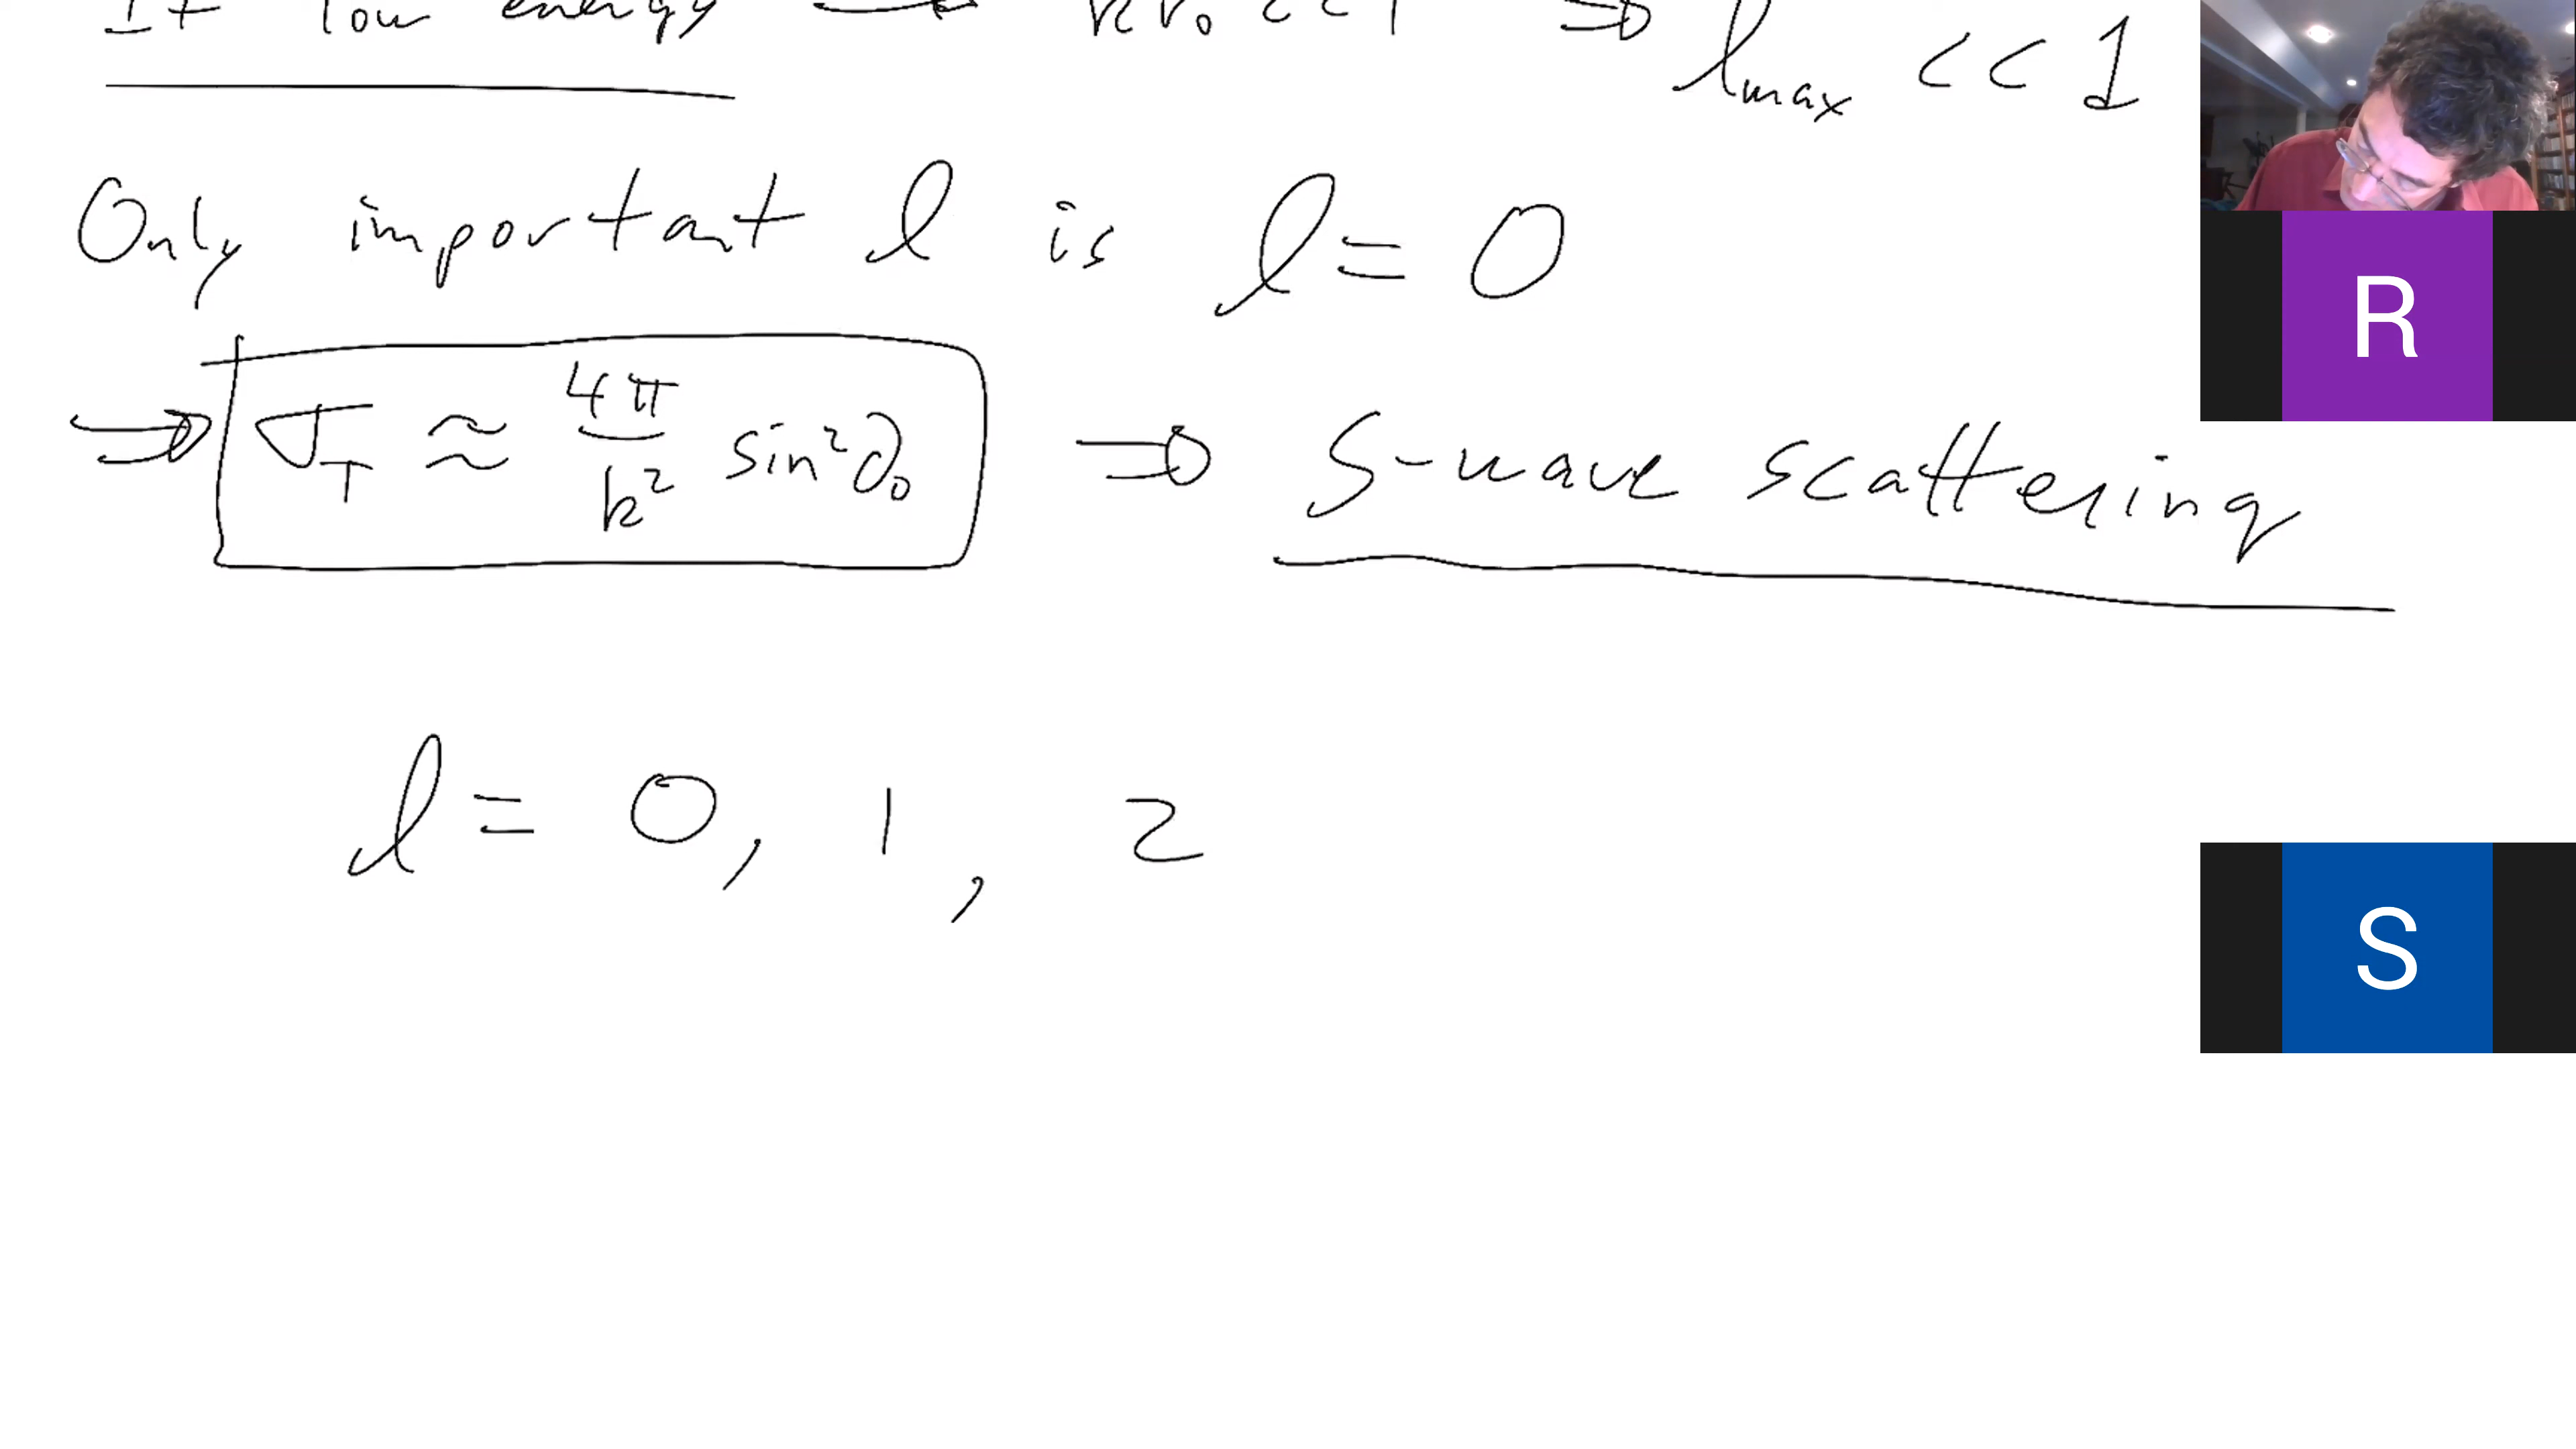 If low energy → kr₀ << 1 ⇒ l_max << 1
Only important l is l = 0
⇒ σ_T ≈ 4π/k² sin²δ₀ ⇒ S-wave scattering
l = 0, 1, 2
R
S